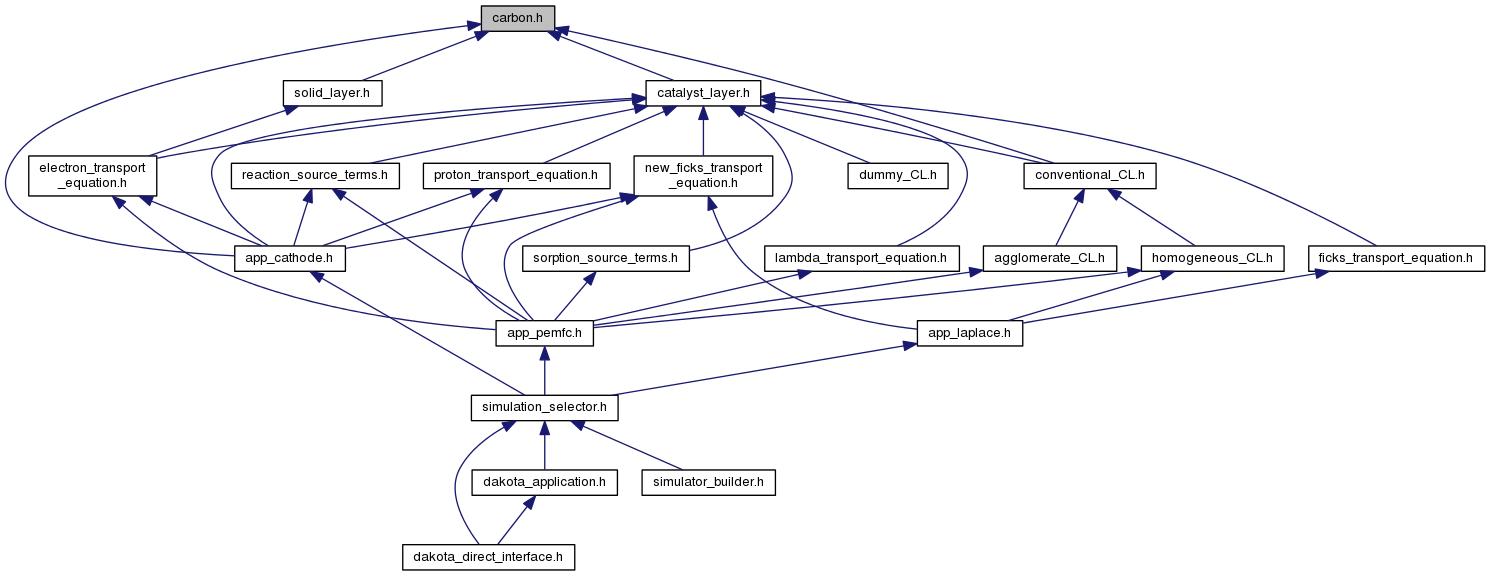 carbon.h
solid_layer.h
catalyst_layer.h
electron_transport
_equation.h
reaction_source_terms.h
proton_transport_equation.h
new_ficks_transport
_equation.h
dummy_CL.h
conventional_CL.h
app_cathode.h
sorption_source_terms.h
lambda_transport_equation.h
agglomerate_CL.h
homogeneous_CL.h
ficks_transport_equation.h
app_pemfc.h
app_laplace.h
simulation_selector.h
dakota_application.h
simulator_builder.h
dakota_direct_interface.h